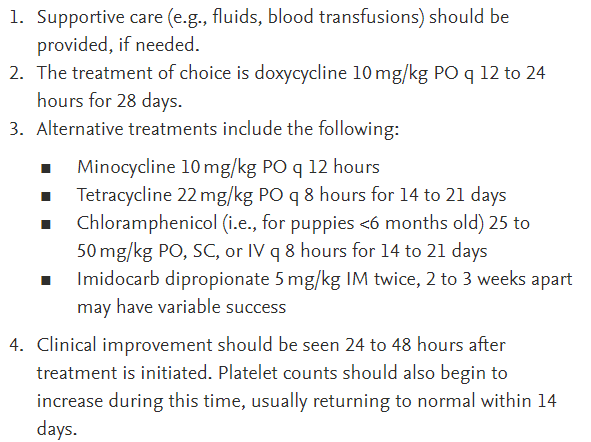 1. Supportive care (e.g., fluids, blood transfusions) should be
provided, if needed.
2. The treatment of choice is doxycycline 10 mg/kg PO q 12 to 24
hours for 28 days.
3. Alternative treatments include the following:
■ Minocycline 10 mg/kg PO q 12 hours
■ Tetracycline 22 mg/kg PO q 8 hours for 14 to 21 days
■ Chloramphenicol (i.e., for puppies <6 months old) 25 to
50 mg/kg PO, SC, or IV q 8 hours for 14 to 21 days
■ Imidocarb dipropionate 5 mg/kg IM twice, 2 to 3 weeks apart
may have variable success
4. Clinical improvement should be seen 24 to 48 hours after
treatment is initiated. Platelet counts should also begin to
increase during this time, usually returning to normal within 14
days.